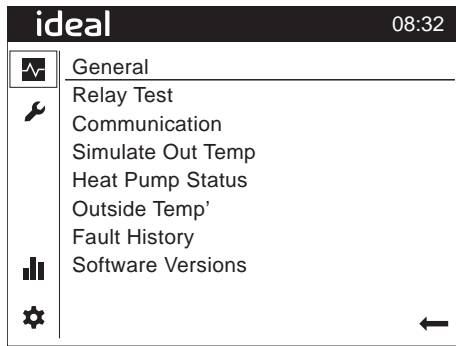 ideal 08:32
General
Relay Test
Communication
Simulate Out Temp
Heat Pump Status
Outside Temp'
Fault History
Software Versions